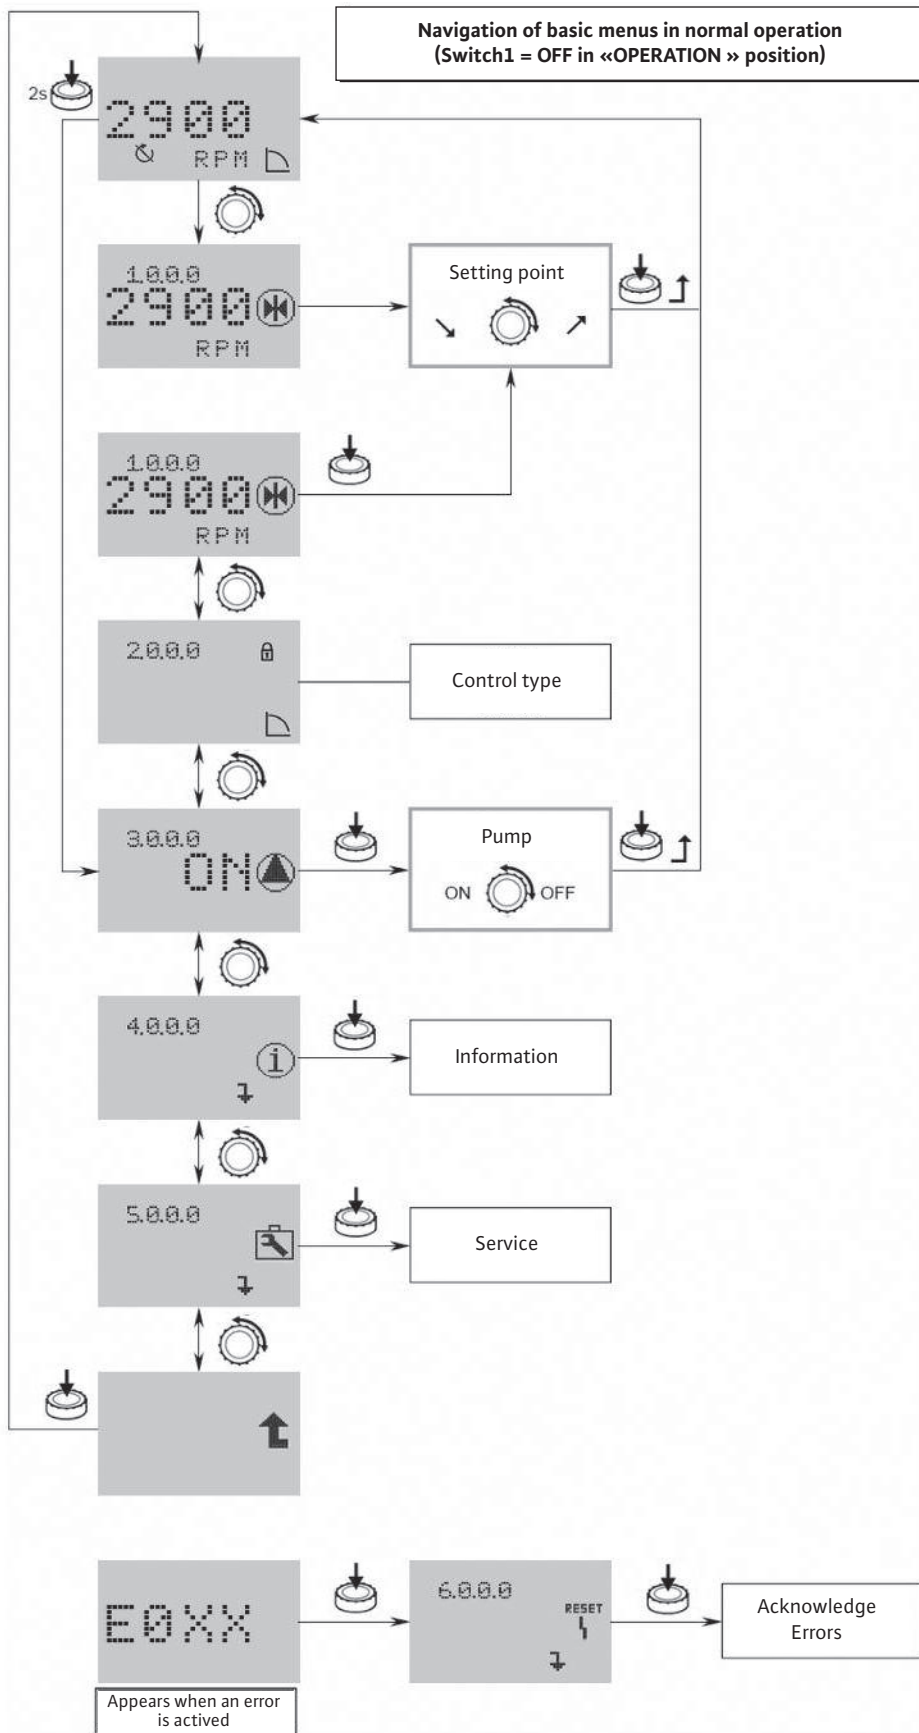 Navigation of basic menus in normal operation
(Switch1 = OFF in «OPERATION » position)
2s
2900
RPM
1.0.0.0
2900
RPM
Setting point
1.0.0.0
2900
RPM
2.0.0.0
Control type
3.0.0.0
ON
Pump
ON OFF
4.0.0.0
i
Information
5.0.0.0
Service
E0XX
Appears when an error
is actived
6.0.0.0
RESET
Acknowledge
Errors